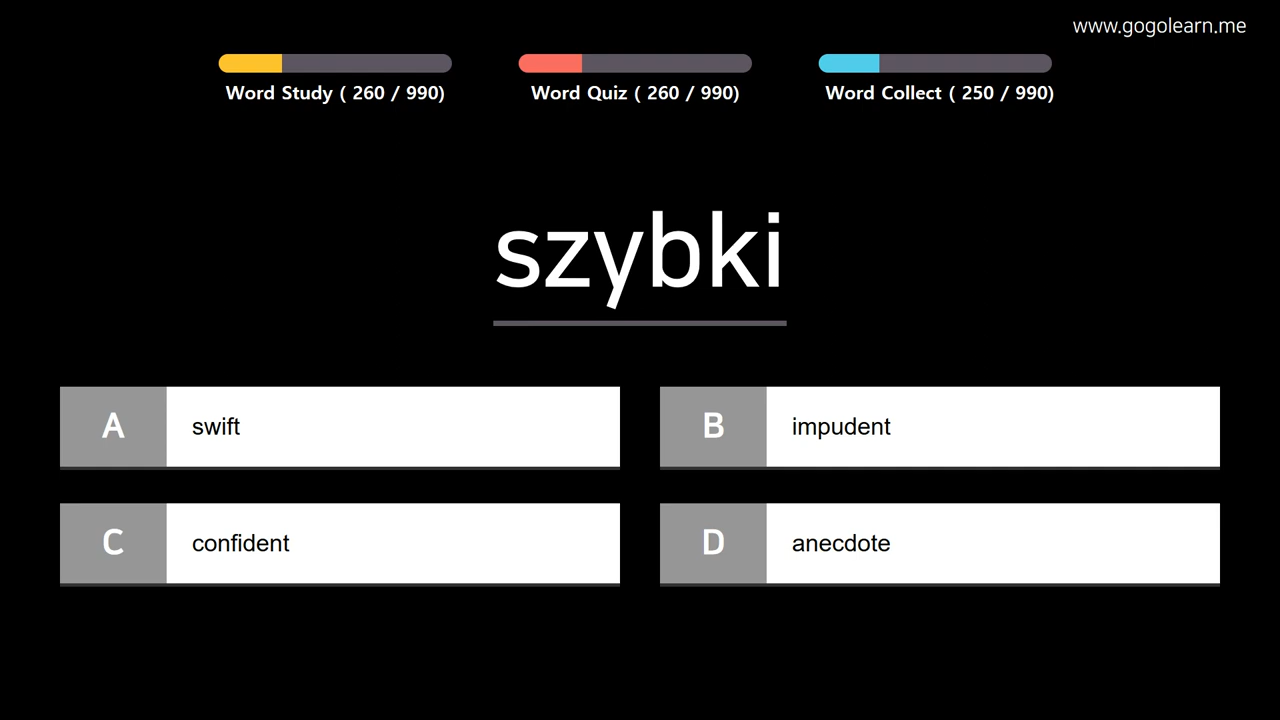 www.gogolearn.me
Word Study ( 260 / 990)
Word Quiz ( 260 / 990)
Word Collect ( 250 / 990)
szybki
A swift
B impudent
C confident
D anecdote